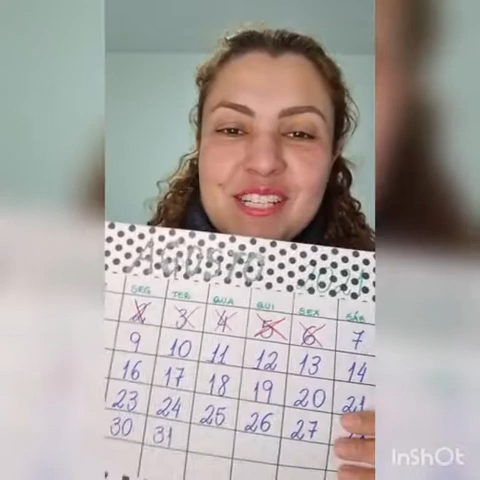 AGOSTO 2021
SEG TER QUA QUI SEX SÁB
2 3 4 5 6 7
9 10 11 12 13 14
16 17 18 19 20 21
23 24 25 26 27
30 31
InShOt